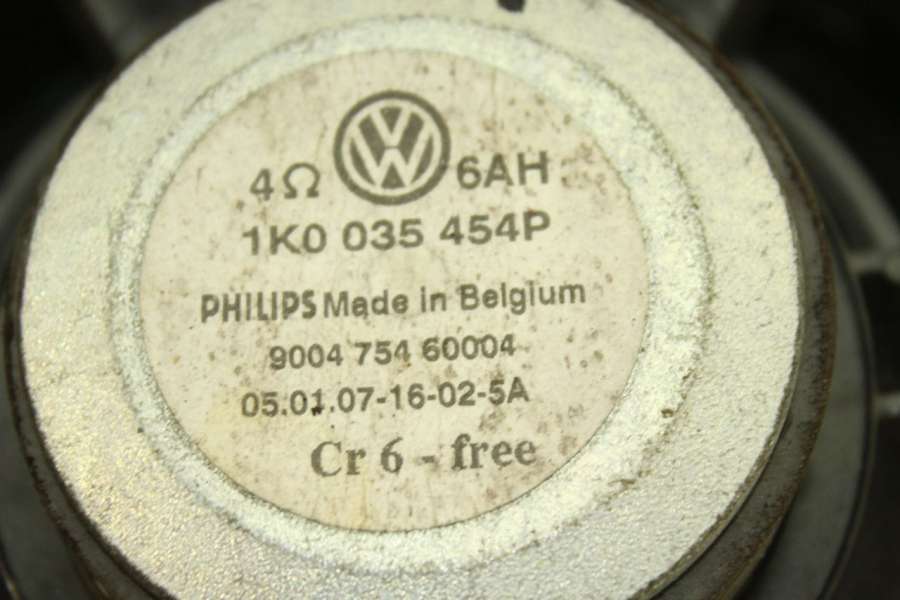 4Ω VW 6AH
1K0 035 454P
PHILIPS Made in Belgium
9004 754 60004
05.01.07-16-02-5A
Cr 6 - free